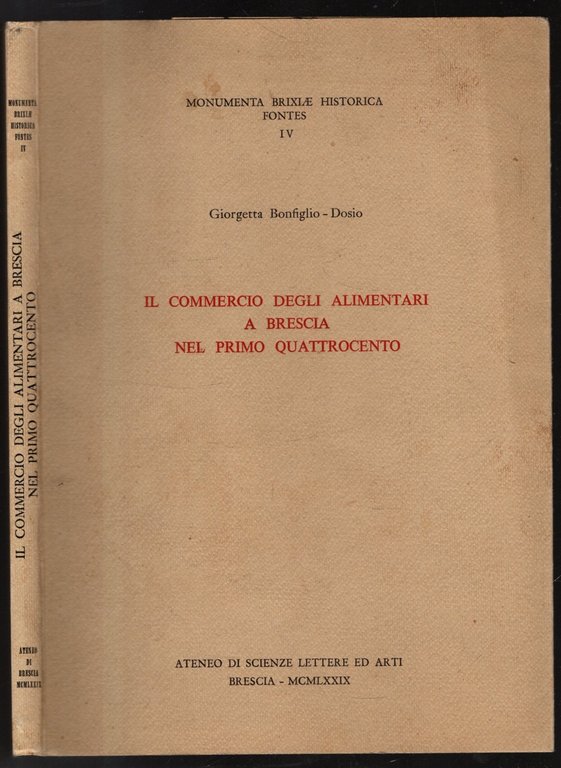 MONUMENTA
BRIXIÆ
HISTORICA
FONTES
IV
IL COMMERCIO DEGLI ALIMENTARI A BRESCIA
NEL PRIMO QUATTROCENTO
ATENEO
DI
BRESCIA
MCMLXXIX
MONUMENTA BRIXIÆ HISTORICA
FONTES
IV
Giorgetta Bonfiglio - Dosio
IL COMMERCIO DEGLI ALIMENTARI
A BRESCIA
NEL PRIMO QUATTROCENTO
ATENEO DI SCIENZE LETTERE ED ARTI
BRESCIA - MCMLXXIX